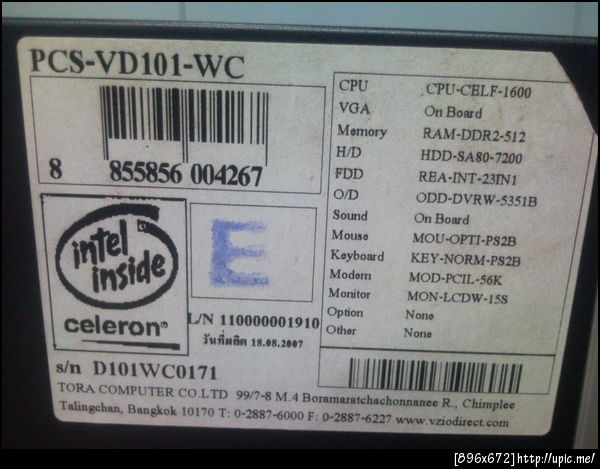 PCS-VD101-WC
8 855856 004267
intel
inside
celeron®
E
L/N 110000001910
วันที่ผลิต 18.08.2007
CPU CPU-CELF-1600
VGA On Board
Memory RAM-DDR2-512
H/D HDD-SA80-7200
FDD REA-INT-23IN1
O/D ODD-DVRW-5351B
Sound On Board
Mouse MOU-OPTI-PS2B
Keyboard KEY-NORM-PS2B
Modem MOD-PCIL-56K
Monitor MON-LCDW-15S
Option None
Other None
s/n D101WC0171
TORA COMPUTER CO.LTD 99/7-8 M.4 Boramaratchachonnanee R., Chimplee
Talingchan, Bangkok 10170 T: 0-2887-6000 F: 0-2887-6227 www.vziodirect.com
[896x672]http://upic.me/